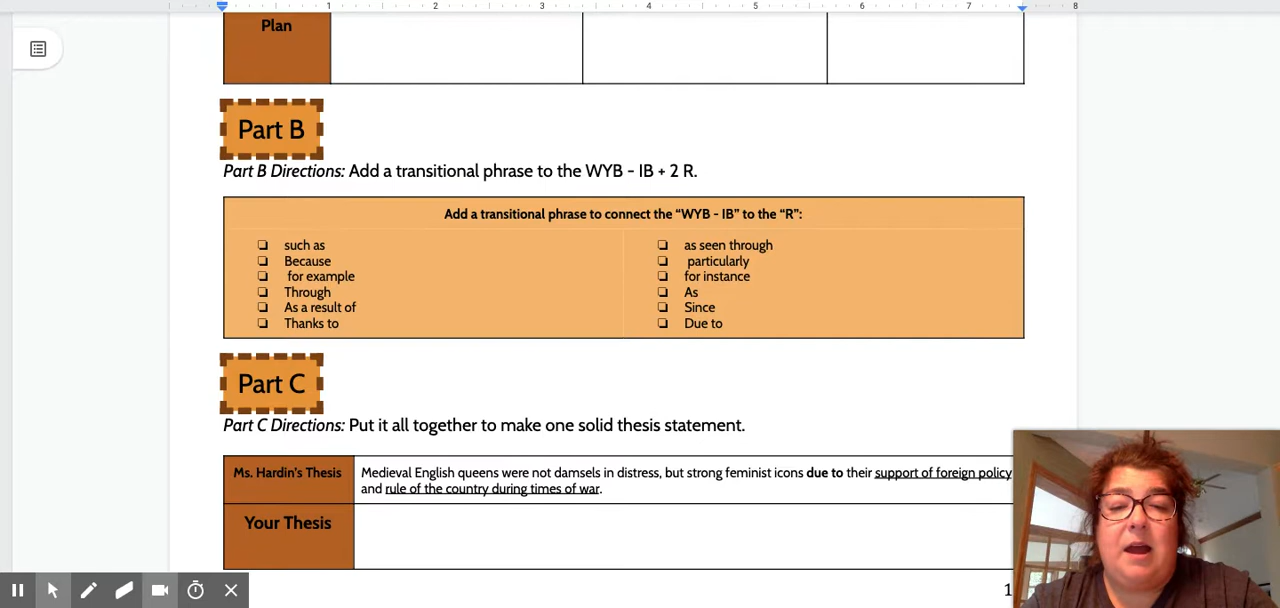 1 2 3 4 5 6 7 8
Plan
Part B
Part B Directions: Add a transitional phrase to the WYB - IB + 2 R.
Add a transitional phrase to connect the “WYB - IB” to the “R”:
❏ such as
❏ Because
❏ for example
❏ Through
❏ As a result of
❏ Thanks to
❏ as seen through
❏ particularly
❏ for instance
❏ As
❏ Since
❏ Due to
Part C
Part C Directions: Put it all together to make one solid thesis statement.
Ms. Hardin’s Thesis
Medieval English queens were not damsels in distress, but strong feminist icons due to their support of foreign policy
and rule of the country during times of war.
Your Thesis
1